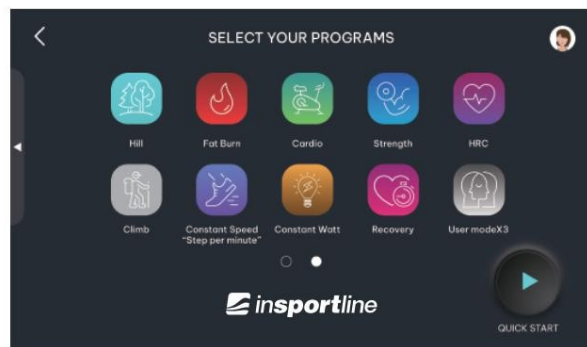 SELECT YOUR PROGRAMS
Hill
Fat Burn
Cardio
Strength
HRC
Climb
Constant Speed
"Step per minute"
Constant Watt
Recovery
User modeX3
insportline
QUICK START